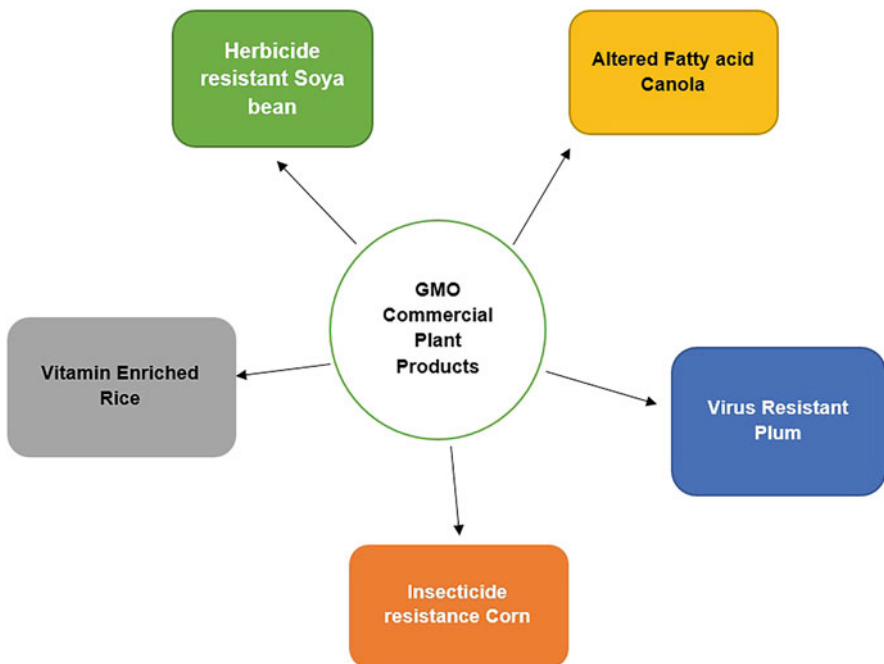 Herbicide
resistant Soya
bean
Altered Fatty acid
Canola
GMO
Commercial
Plant
Products
Vitamin Enriched
Rice
Virus Resistant
Plum
Insecticide
resistance Corn